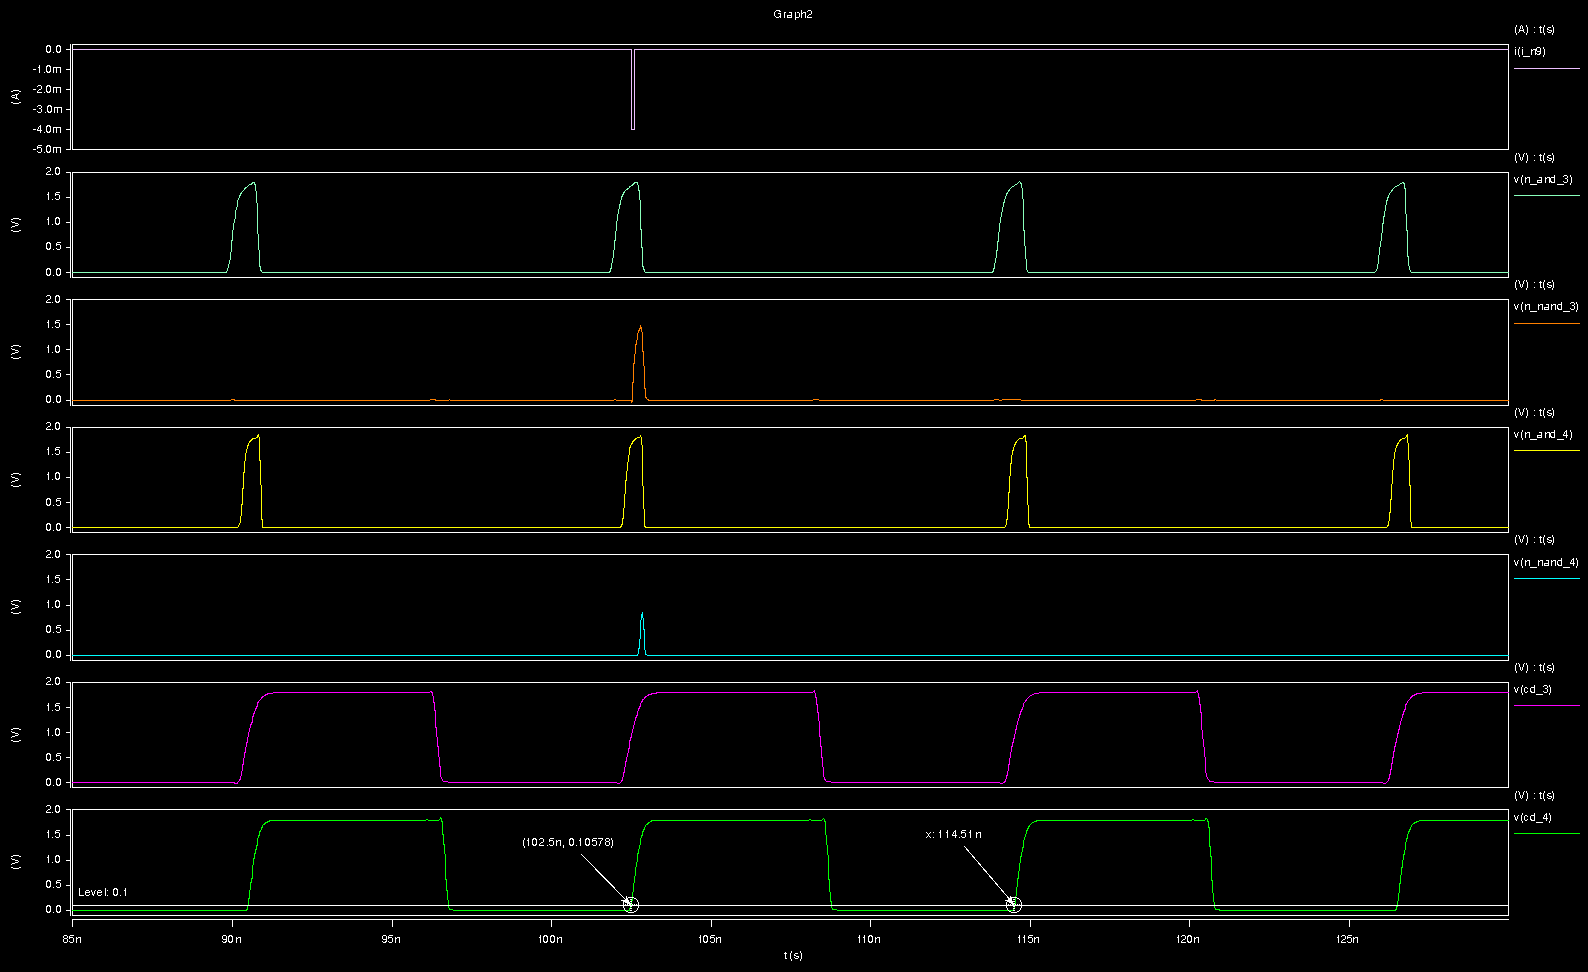 Graph2
(A) : t(s)
i(i_n9)
0.0
-1.0m
-2.0m
-3.0m
-4.0m
-5.0m
(A)
(V) : t(s)
v(n_and_3)
2.0
1.5
1.0
0.5
0.0
(V)
(V) : t(s)
v(n_nand_3)
2.0
1.5
1.0
0.5
0.0
(V)
(V) : t(s)
v(n_and_4)
2.0
1.5
1.0
0.5
0.0
(V)
(V) : t(s)
v(n_nand_4)
2.0
1.5
1.0
0.5
0.0
(V)
(V) : t(s)
v(cd_3)
2.0
1.5
1.0
0.5
0.0
(V)
(V) : t(s)
v(cd_4)
2.0
1.5
1.0
0.5
0.0
(V)
(102.5n, 0.10578)
x: 114.51n
Level: 0.1
85n 90n 95n 100n 105n 110n 115n 120n 125n
t(s)